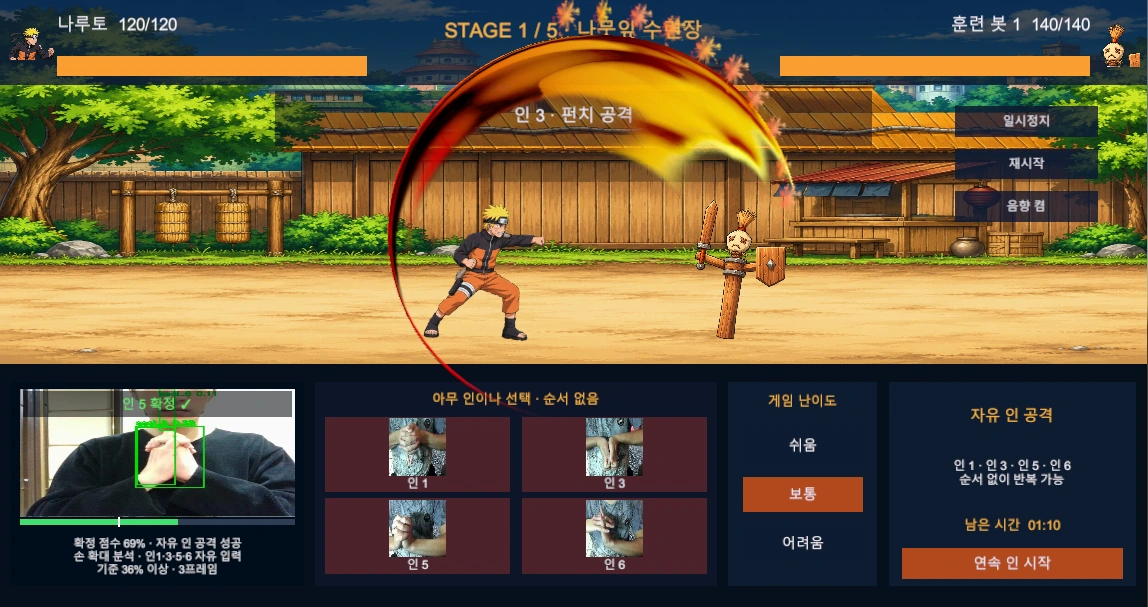 나루토 120/120
STAGE 1 / 5 · 나무잎 수련장
훈련 봇 1 140/140
인 3 · 펀치 공격
일시정지
재시작
음향 켬
인 5 확정 ✓
확정 점수 69% · 자유 인 공격 성공
손 확대 분석 · 인1·3·5·6 자유 입력
기준 36% 이상 · 3프레임
아무 인이나 선택 · 순서 없음
인 1
인 3
인 5
인 6
게임 난이도
쉬움
보통
어려움
자유 인 공격
인 1 · 인 3 · 인 5 · 인 6
순서 없이 반복 가능
남은 시간 01:10
연속 인 시작